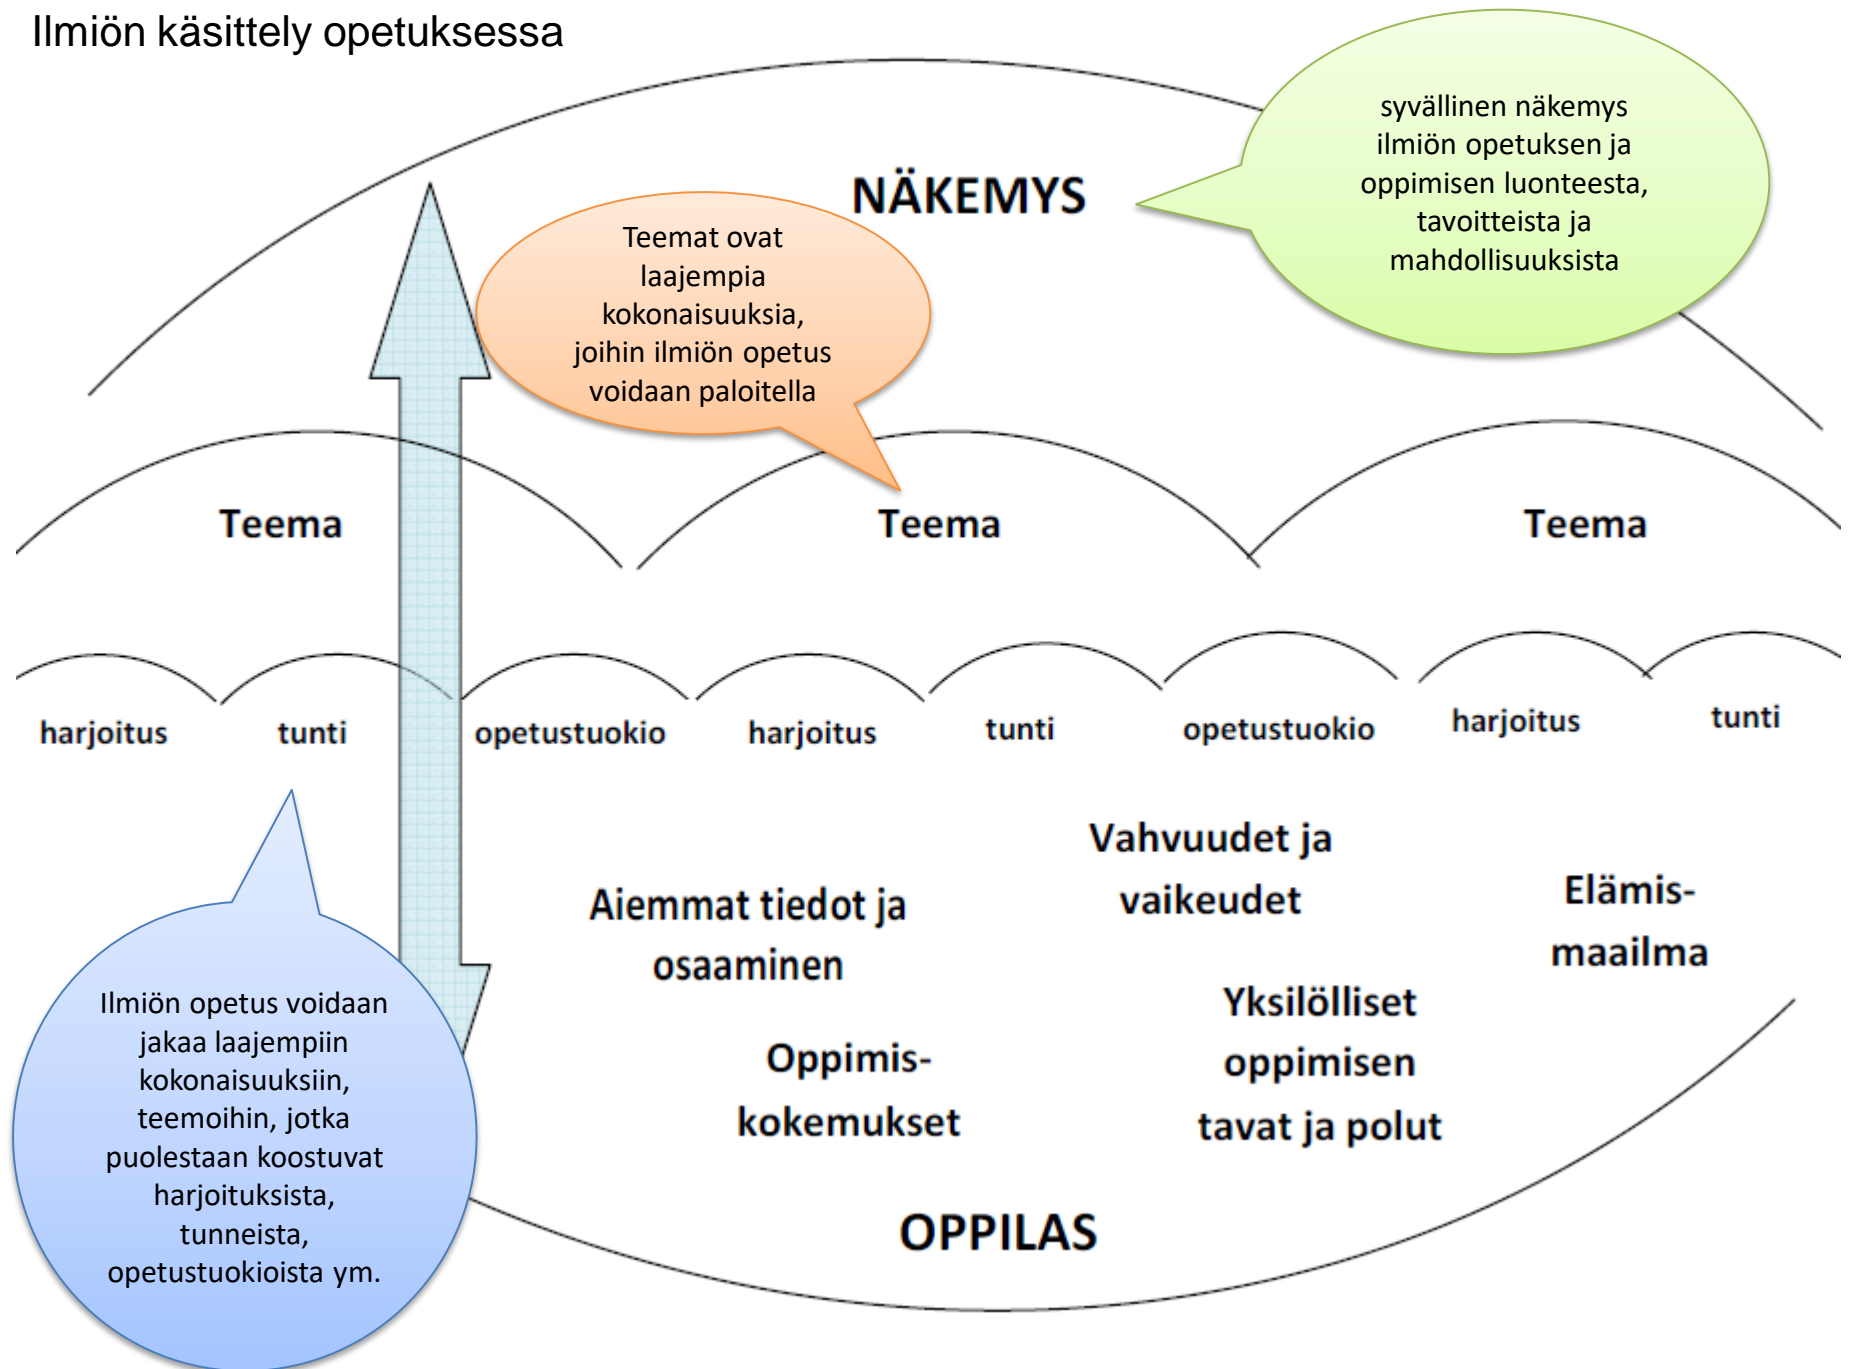 Ilmiön käsittely opetuksessa
syvällinen näkemys
ilmiön opetuksen ja
oppimisen luonteesta,
tavoitteista ja
mahdollisuuksista
NÄKEMYS
Teemat ovat
laajempia
kokonaisuuksia,
joihin ilmiön opetus
voidaan paloitella
Teema
Teema
Teema
harjoitus
tunti
opetustuokio
harjoitus
tunti
opetustuokio
harjoitus
tunti
Vahvuudet ja
vaikeudet
Aiemmat tiedot ja
osaaminen
Elämis-
maailma
Yksilölliset
oppimisen
tavat ja polut
Oppimis-
kokemukset
Ilmiön opetus voidaan
jakaa laajempiin
kokonaisuuksiin,
teemoihin, jotka
puolestaan koostuvat
harjoituksista,
tunneista,
opetustuokioista ym.
OPPILAS